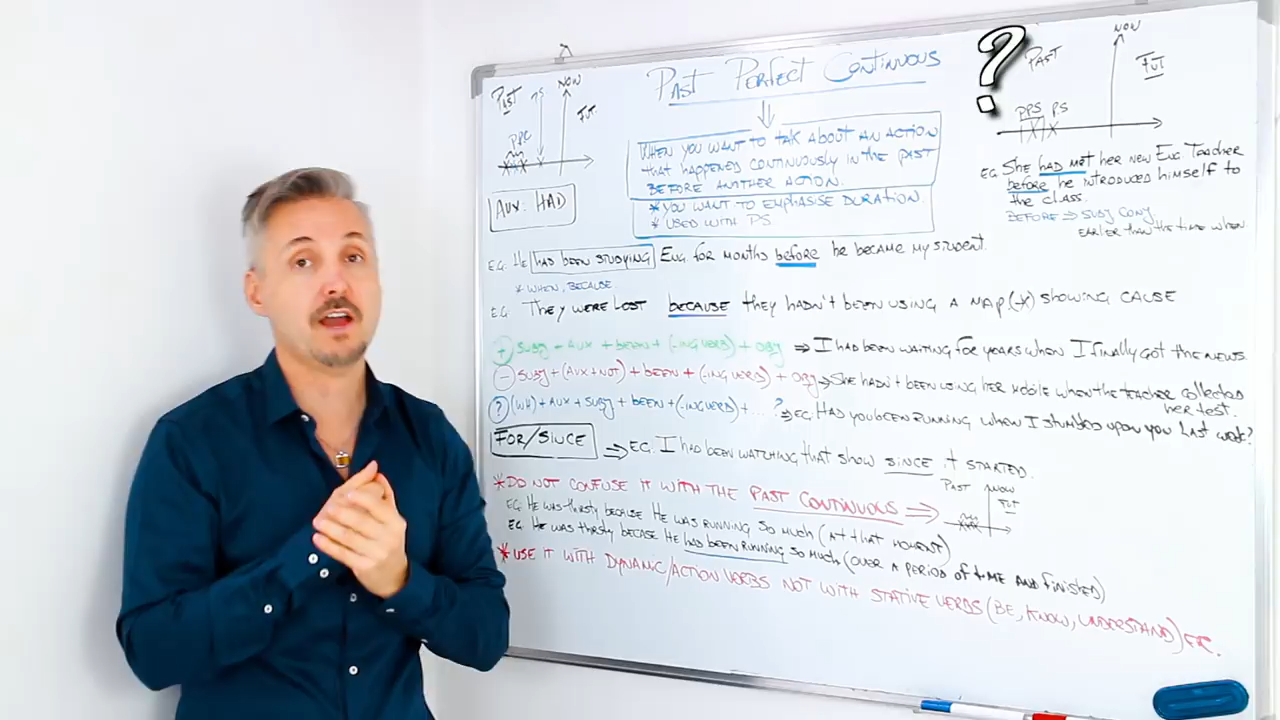 PAST PERFECT CONTINUOUS
PAST PS NOW
FUT
PPC
AUX: HAD
WHEN YOU WANT TO TALK ABOUT AN ACTION
THAT HAPPENED CONTINUOUSLY IN THE PAST
BEFORE ANOTHER ACTION.
* YOU WANT TO EMPHASISE DURATION.
* USED WITH PS
?
PAST NOW
FUT
PPS PS
EG. SHE HAD MET HER NEW ENG TEACHER
BEFORE HE INTRODUCED HIMSELF TO
THE CLASS.
BEFORE ⇒ SUBJ CONJ
EARLIER THAN THE TIME WHEN
E.G. HE HAD BEEN STUDYING ENG. FOR MONTHS BEFORE HE BECAME MY STUDENT.
* WHEN, BECAUSE.
EG THEY WERE LOST BECAUSE THEY HADN'T BEEN USING A MAP (*) SHOWING CAUSE
+ SUBJ + AUX + BEEN + (-ING VERB) + OBJ ⇒ I HAD BEEN WAITING FOR YEARS WHEN I FINALLY GOT THE NEWS.
- SUBJ + (AUX + NOT) + BEEN + (-ING VERB) + OBJ ⇒ SHE HADN'T BEEN USING HER MOBILE WHEN THE TEACHER COLLECTED
HER TEST.
? (WH) + AUX + SUBJ + BEEN + (-ING VERB) + ....? ⇒ EG. HAD YOU BEEN RUNNING WHEN I STUMBLED UPON YOU LAST WEEK?
FOR/SINCE ⇒ EG. I HAD BEEN WATCHING THAT SHOW SINCE IT STARTED.
* DO NOT CONFUSE IT WITH THE PAST CONTINUOUS ⇒
PAST NOW
FUT
EG. HE WAS THIRSTY BECAUSE HE WAS RUNNING SO MUCH (AT THAT MOMENT)
EG. HE WAS THIRSTY BECASE HE HAD BEEN RUNNING SO MUCH (OVER A PERIOD OF TIME AND FINISHED)
* USE IT WITH DYNAMIC/ACTION VERBS NOT WITH STATIVE VERBS (BE, KNOW, UNDERSTAND) ETC.